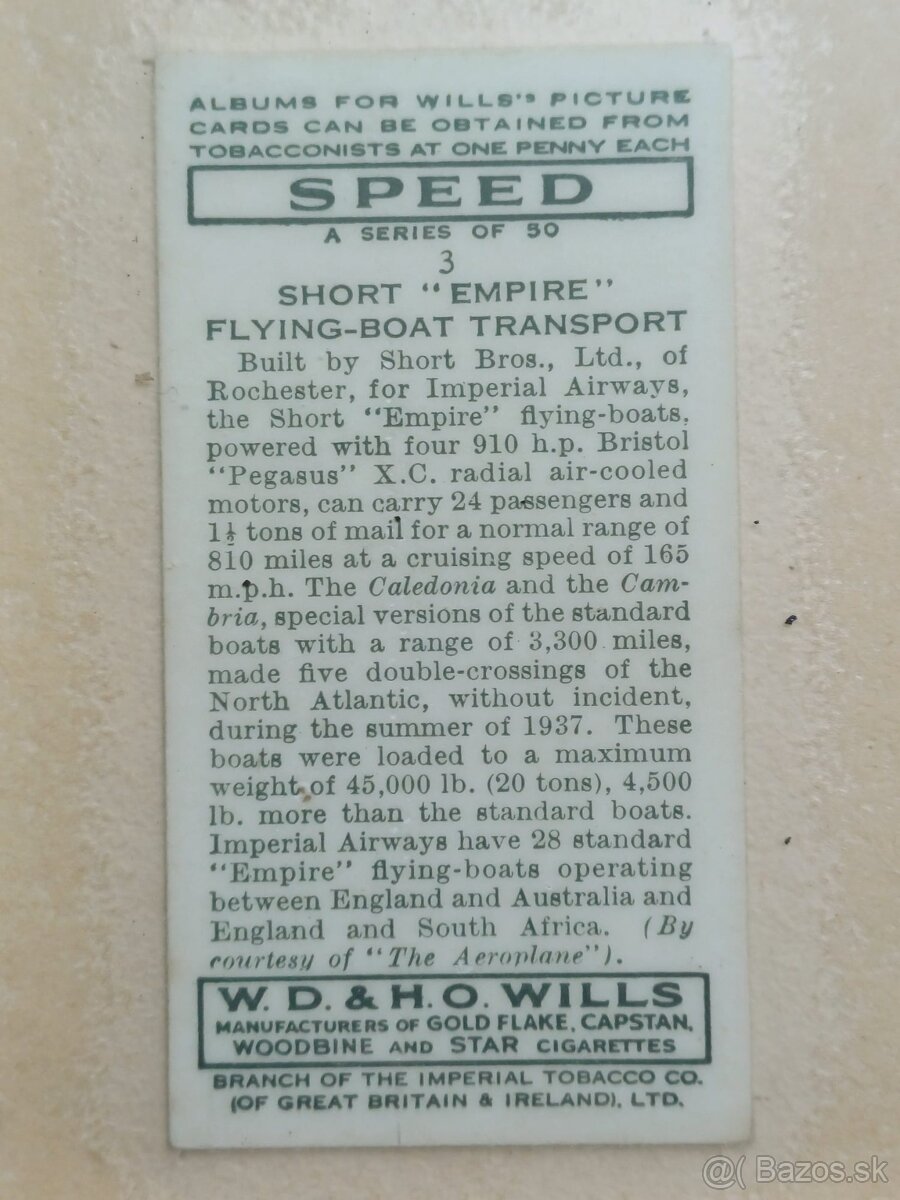 ALBUMS FOR WILLS'S PICTURE
CARDS CAN BE OBTAINED FROM
TOBACCONISTS AT ONE PENNY EACH
SPEED
A SERIES OF 50
3
SHORT "EMPIRE"
FLYING-BOAT TRANSPORT
Built by Short Bros., Ltd., of
Rochester, for Imperial Airways,
the Short "Empire" flying-boats,
powered with four 910 h.p. Bristol
"Pegasus" X.C. radial air-cooled
motors, can carry 24 passengers and
1½ tons of mail for a normal range of
810 miles at a cruising speed of 165
m.p.h. The Caledonia and the Cam-
bria, special versions of the standard
boats with a range of 3,300 miles,
made five double-crossings of the
North Atlantic, without incident,
during the summer of 1937. These
boats were loaded to a maximum
weight of 45,000 lb. (20 tons), 4,500
lb. more than the standard boats.
Imperial Airways have 28 standard
"Empire" flying-boats operating
between England and Australia and
England and South Africa. (By
courtesy of "The Aeroplane").
W. D. & H. O. WILLS
MANUFACTURERS OF GOLD FLAKE, CAPSTAN,
WOODBINE AND STAR CIGARETTES
BRANCH OF THE IMPERIAL TOBACCO CO.
(OF GREAT BRITAIN & IRELAND), LTD.
@( Bazos.sk